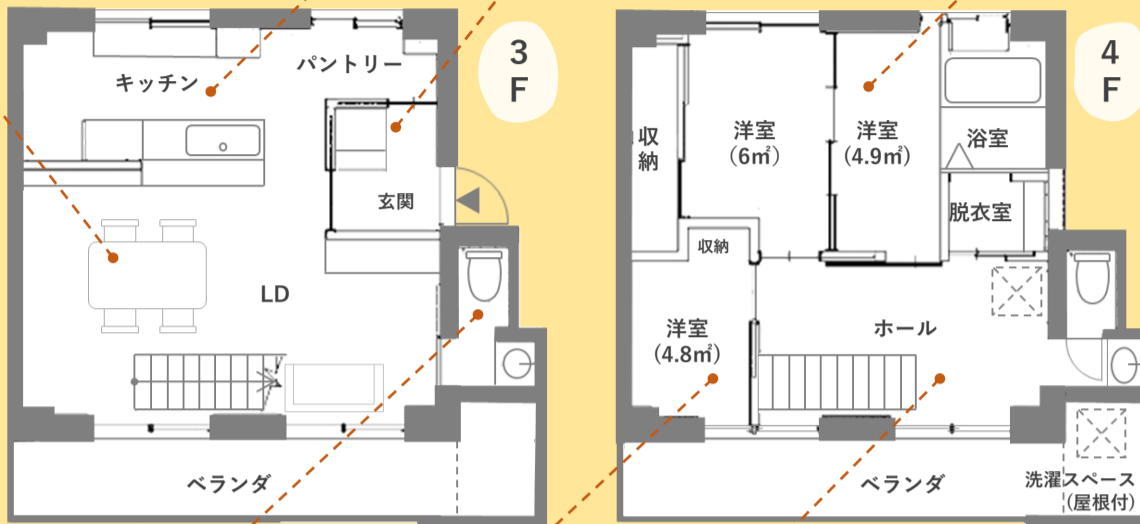 3
F
キッチン
パントリー
玄関
LD
ベランダ
4
F
収
納
洋室
(6㎡)
洋室
(4.9㎡)
浴室
脱衣室
収納
洋室
(4.8㎡)
ホール
ベランダ
洗濯スペース
(屋根付)